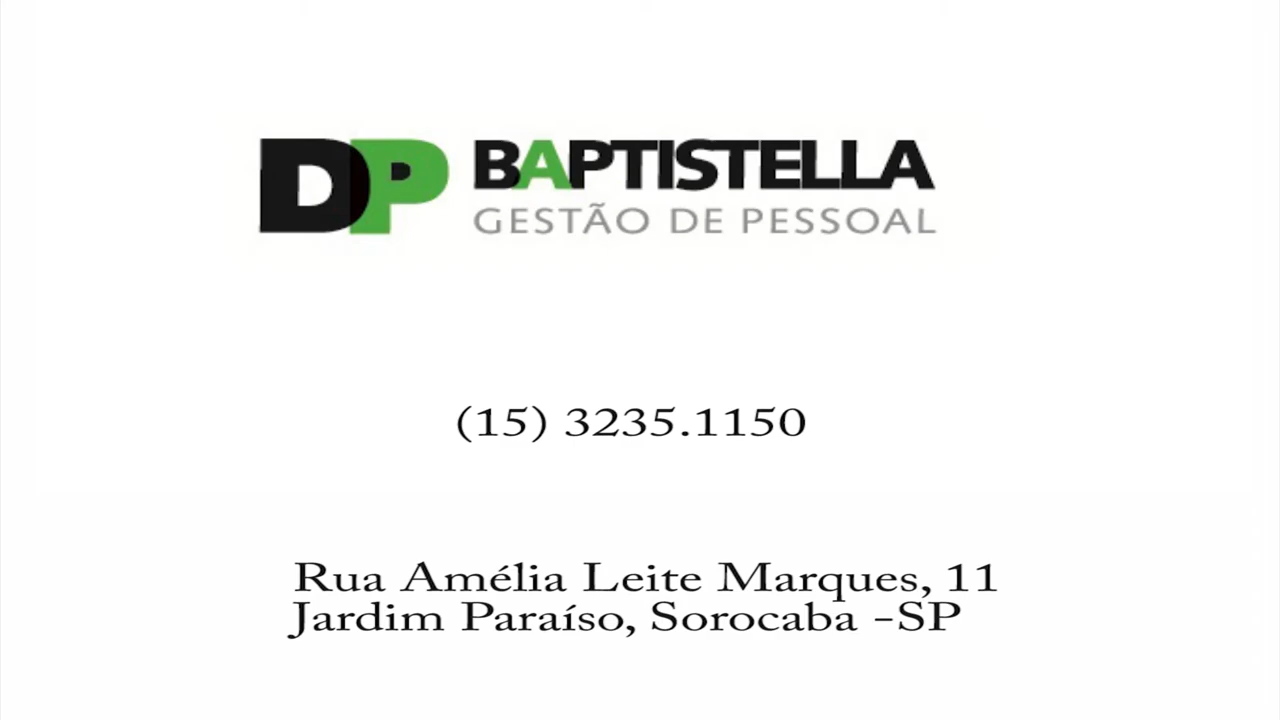 DP BAPTISTELLA
GESTÃO DE PESSOAL
(15) 3235.1150
Rua Amélia Leite Marques, 11
Jardim Paraíso, Sorocaba -SP